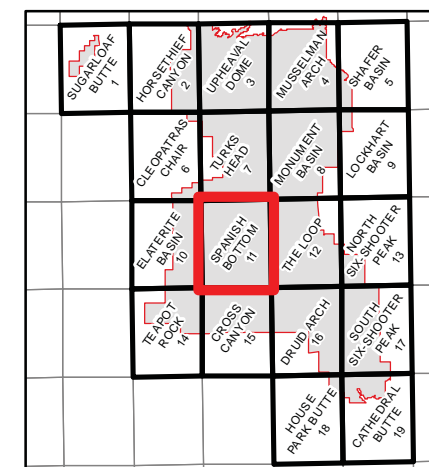 SUGARLOAF
BUTTE
1
HORSETHIEF
CANYON
2
UPHEAVAL
DOME
3
MUSSELMAN
ARCH
4
SHAFER
BASIN
5
CLEOPATRAS
CHAIR
6
TURKS
HEAD
7
MONUMENT
BASIN
8
LOCKHART
BASIN
9
ELATERITE
BASIN
10
SPANISH
BOTTOM
11
THE LOOP
12
NORTH
SIX-SHOOTER
PEAK
13
TEAPOT
ROCK
14
CROSS
CANYON
15
DRUID ARCH
16
SOUTH
SIX-SHOOTER
PEAK
17
HOUSE
PARK BUTTE
18
CATHEDRAL
BUTTE
19